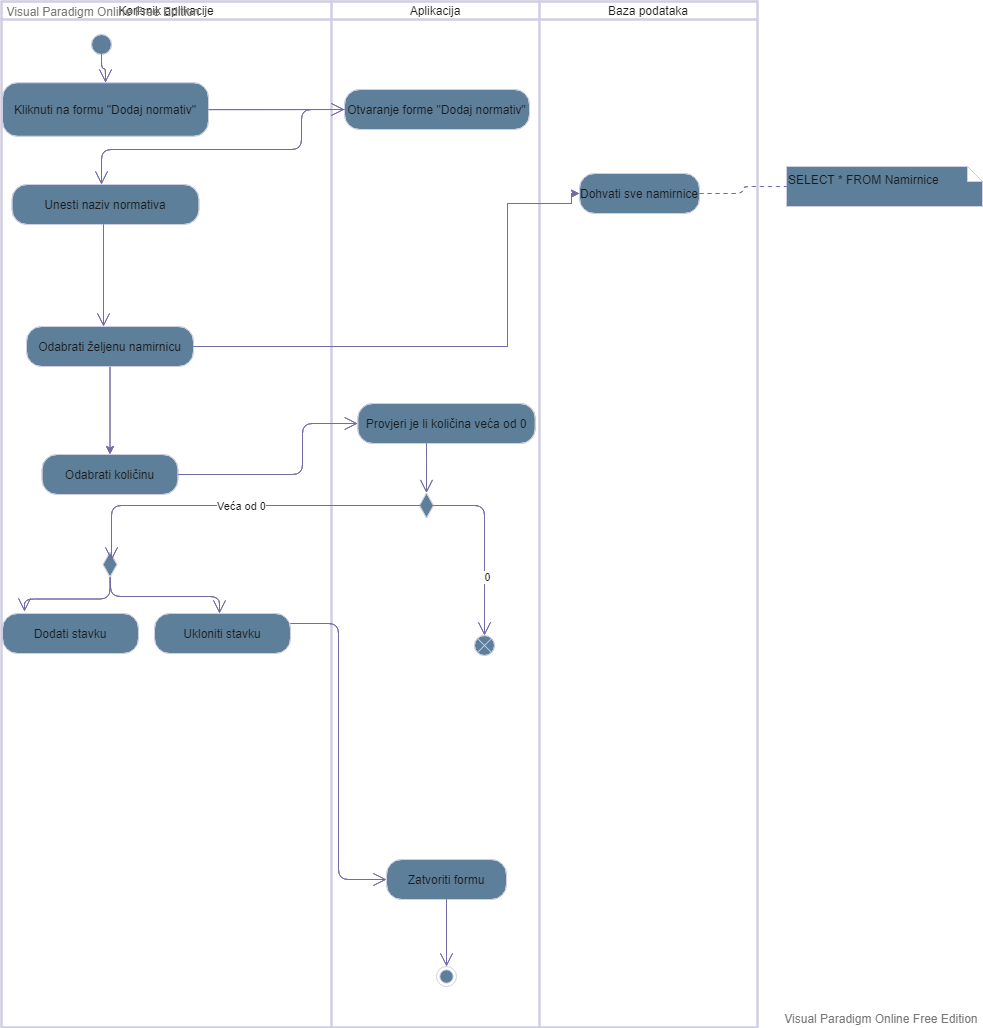 Visual Paradigm Online Free Edition
Korisnik aplikacije
Aplikacija
Baza podataka
Kliknuti na formu "Dodaj normativ"
Otvaranje forme "Dodaj normativ"
SELECT * FROM Namirnice
Dohvati sve namirnice
Unesti naziv normativa
Odabrati željenu namirnicu
Provjeri je li količina veća od 0
Odabrati količinu
Veća od 0
0
Dodati stavku
Ukloniti stavku
Zatvoriti formu
Visual Paradigm Online Free Edition